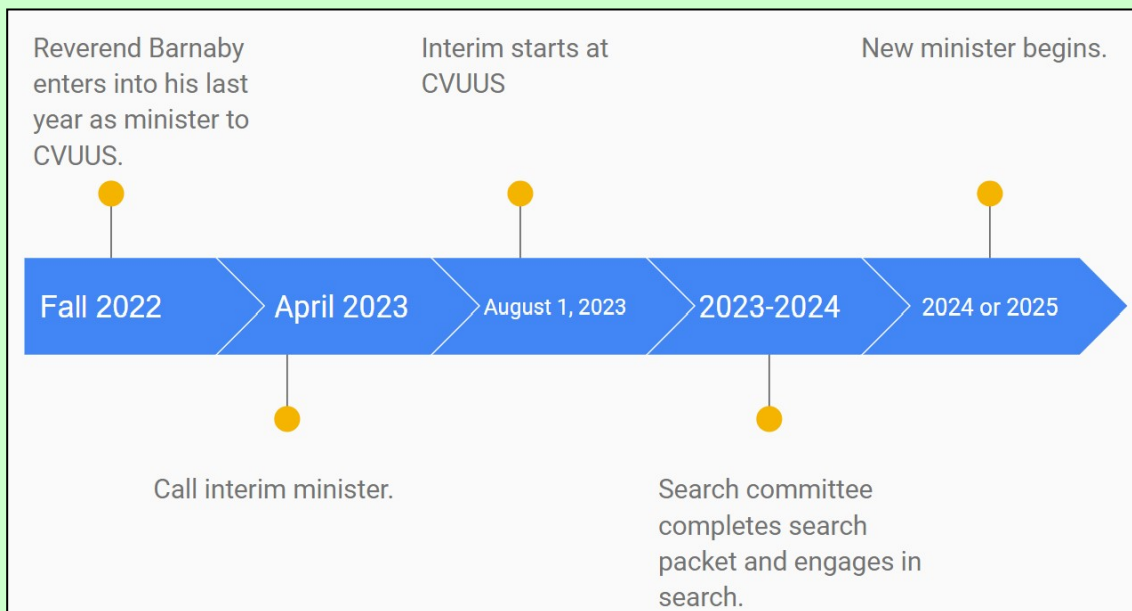 Reverend Barnaby
enters into his last
year as minister to
CVUUS.
Interim starts at
CVUUS
New minister begins.
Fall 2022
April 2023
August 1, 2023
2023-2024
2024 or 2025
Call interim minister.
Search committee
completes search
packet and engages in
search.